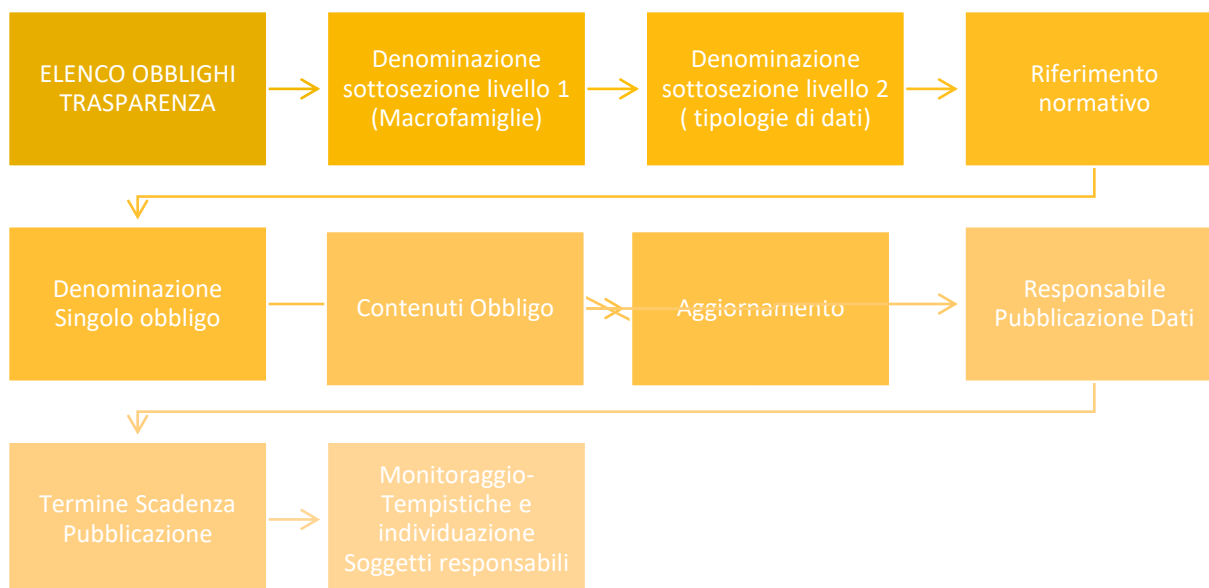 ELENCO OBBLIGHI
TRASPARENZA
Denominazione
sottosezione livello 1
(Macrofamiglie)
Denominazione
sottosezione livello 2
( tipologie di dati)
Riferimento
normativo
Denominazione
Singolo obbligo
Contenuti Obbligo
Aggiornamento
Responsabile
Pubblicazione Dati
Termine Scadenza
Pubblicazione
Monitoraggio-
Tempistiche e
individuazione
Soggetti responsabili